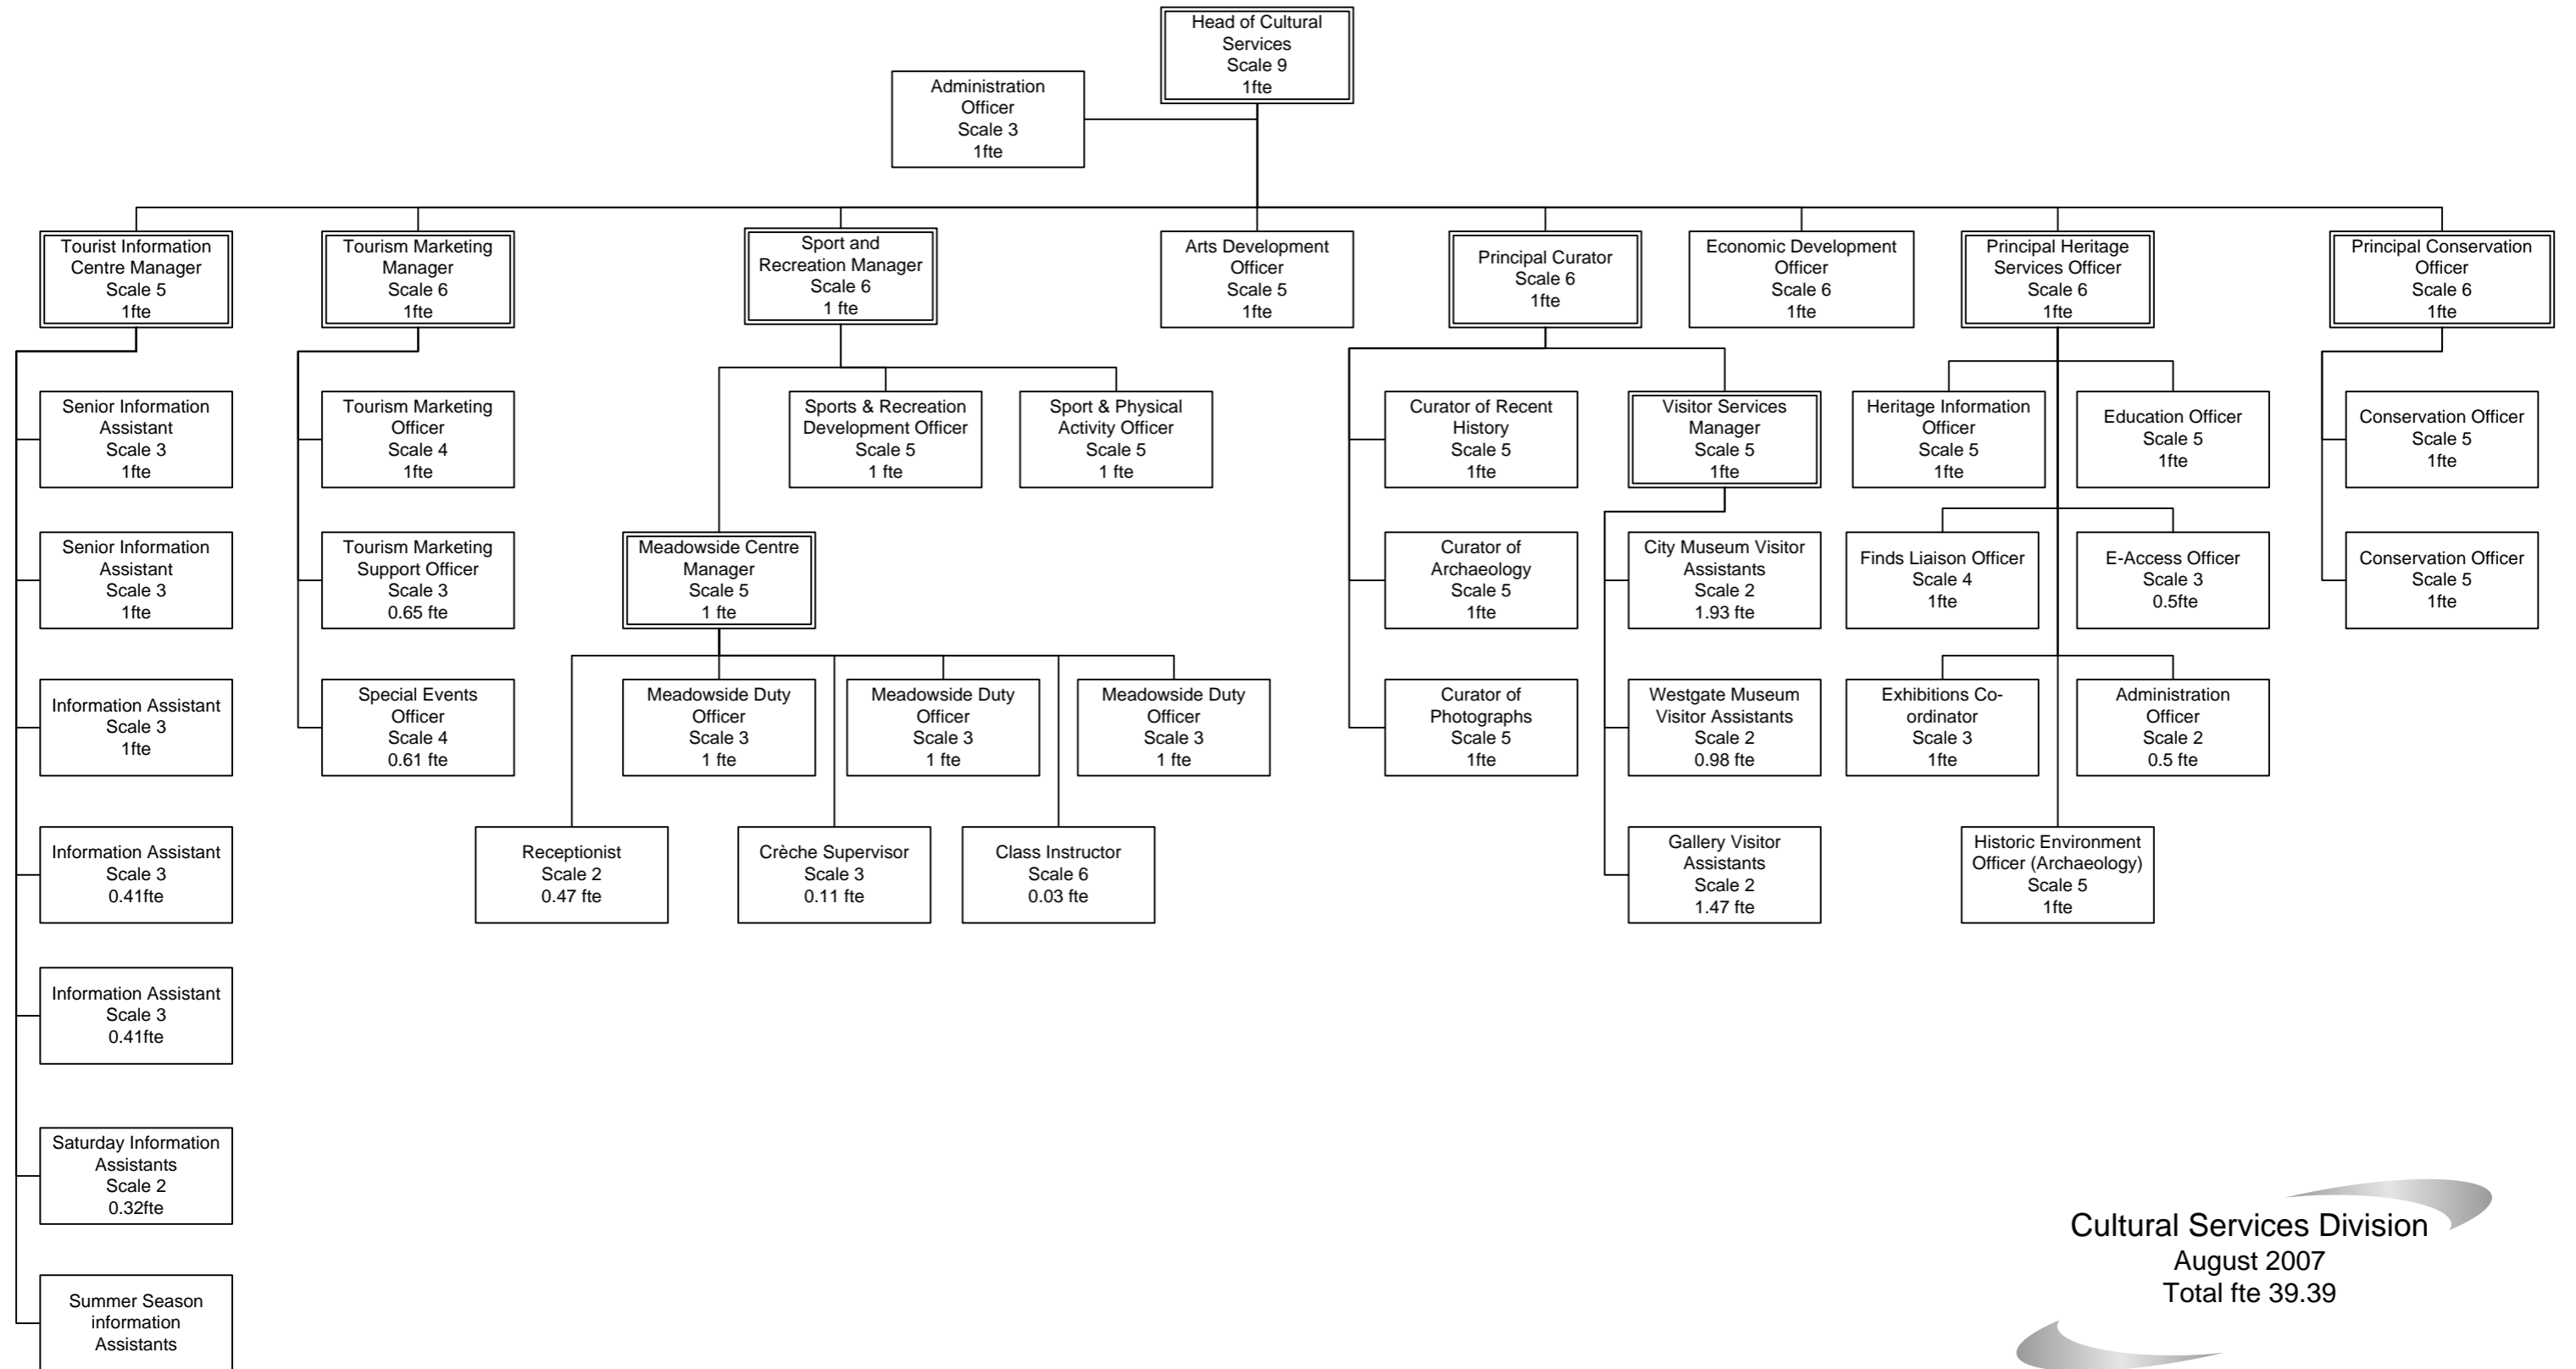 Head of Cultural
Services
Scale 9
1fte
Administration
Officer
Scale 3
1fte
Tourist Information
Centre Manager
Scale 5
1fte
Tourism Marketing
Manager
Scale 6
1fte
Sport and
Recreation Manager
Scale 6
1 fte
Arts Development
Officer
Scale 5
1fte
Principal Curator
Scale 6
1fte
Economic Development
Officer
Scale 6
1fte
Principal Heritage
Services Officer
Scale 6
1fte
Principal Conservation
Officer
Scale 6
1fte
Senior Information
Assistant
Scale 3
1fte
Tourism Marketing
Officer
Scale 4
1fte
Sports & Recreation
Development Officer
Scale 5
1 fte
Sport & Physical
Activity Officer
Scale 5
1 fte
Curator of Recent
History
Scale 5
1fte
Visitor Services
Manager
Scale 5
1fte
Heritage Information
Officer
Scale 5
1fte
Education Officer
Scale 5
1fte
Conservation Officer
Scale 5
1fte
Senior Information
Assistant
Scale 3
1fte
Tourism Marketing
Support Officer
Scale 3
0.65 fte
Meadowside Centre
Manager
Scale 5
1 fte
Curator of
Archaeology
Scale 5
1fte
City Museum Visitor
Assistants
Scale 2
1.93 fte
Finds Liaison Officer
Scale 4
1fte
E-Access Officer
Scale 3
0.5fte
Conservation Officer
Scale 5
1fte
Information Assistant
Scale 3
1fte
Special Events
Officer
Scale 4
0.61 fte
Meadowside Duty
Officer
Scale 3
1 fte
Meadowside Duty
Officer
Scale 3
1 fte
Meadowside Duty
Officer
Scale 3
1 fte
Curator of
Photographs
Scale 5
1fte
Westgate Museum
Visitor Assistants
Scale 2
0.98 fte
Exhibitions Co-
ordinator
Scale 3
1fte
Administration
Officer
Scale 2
0.5 fte
Information Assistant
Scale 3
0.41fte
Receptionist
Scale 2
0.47 fte
Crèche Supervisor
Scale 3
0.11 fte
Class Instructor
Scale 6
0.03 fte
Gallery Visitor
Assistants
Scale 2
1.47 fte
Historic Environment
Officer (Archaeology)
Scale 5
1fte
Information Assistant
Scale 3
0.41fte
Saturday Information
Assistants
Scale 2
0.32fte
Summer Season
information
Assistants
Cultural Services Division
August 2007
Total fte 39.39